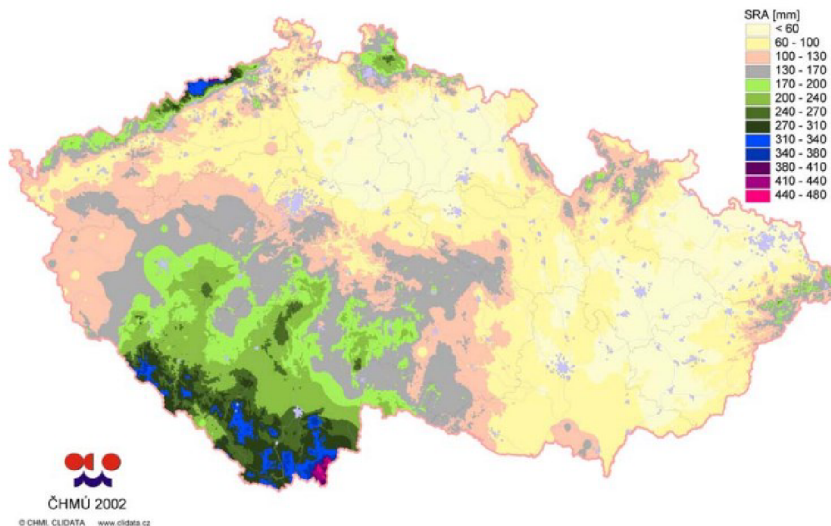 SRA [mm]
< 60
60 - 100
100 - 130
130 - 170
170 - 200
200 - 240
240 - 270
270 - 310
310 - 340
340 - 380
380 - 410
410 - 440
440 - 480
ČHMÚ 2002
© CHMI, CLIDATA www.clidata.cz